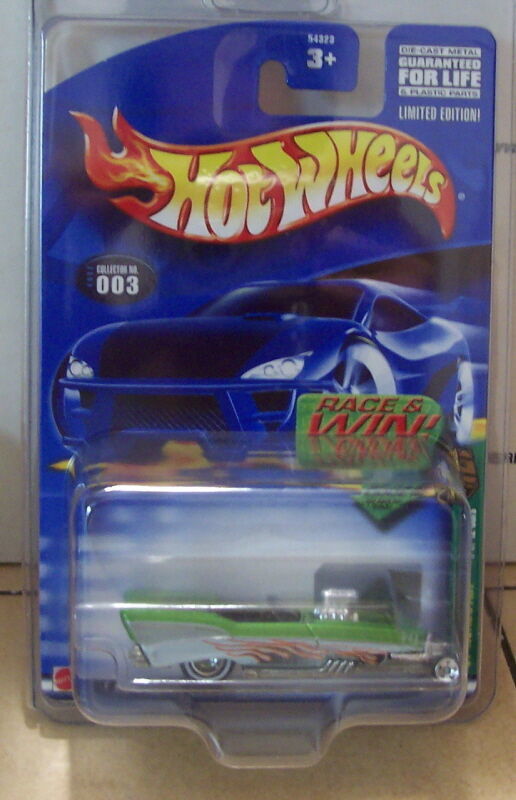 54323
3+
DIE-CAST METAL
GUARANTEED
FOR LIFE
& PLASTIC PARTS
LIMITED EDITION!
HOT WHEELS
®
COLLECTOR NO.
003
RACE &
WIN!